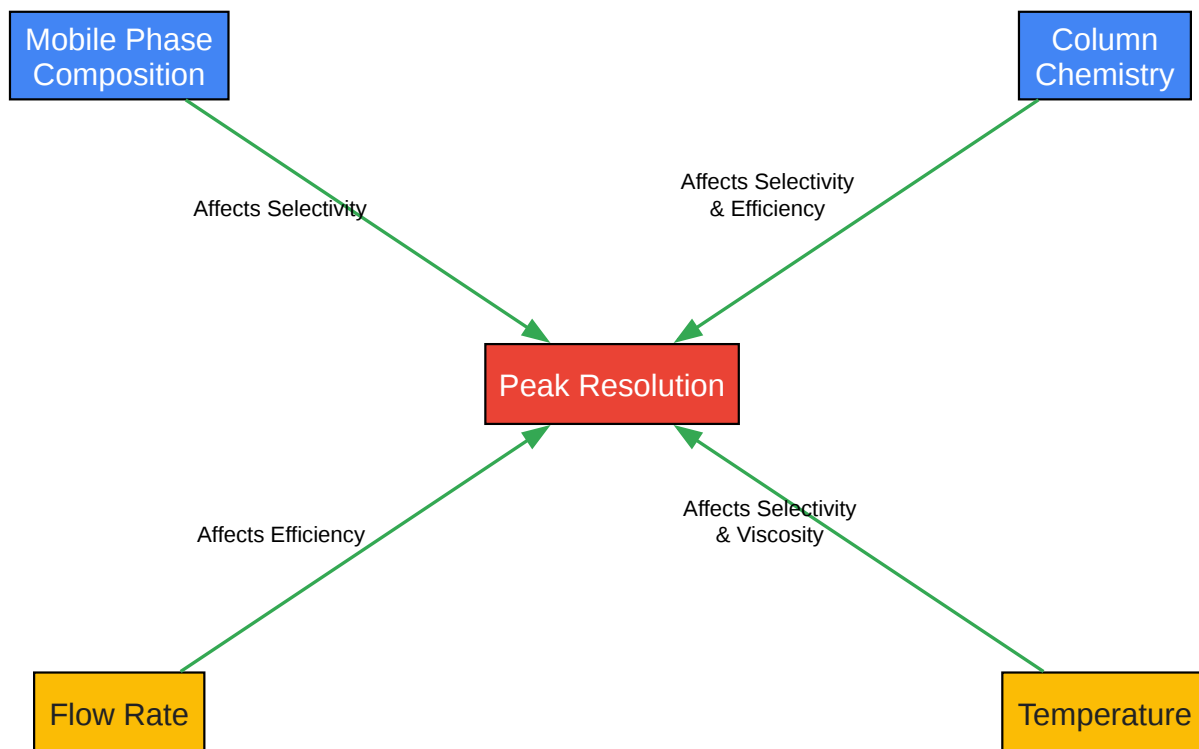 Mobile Phase
Composition
Column
Chemistry
Affects Selectivity
Affects Selectivity
& Efficiency
Peak Resolution
Affects Efficiency
Affects Selectivity
& Viscosity
Flow Rate
Temperature